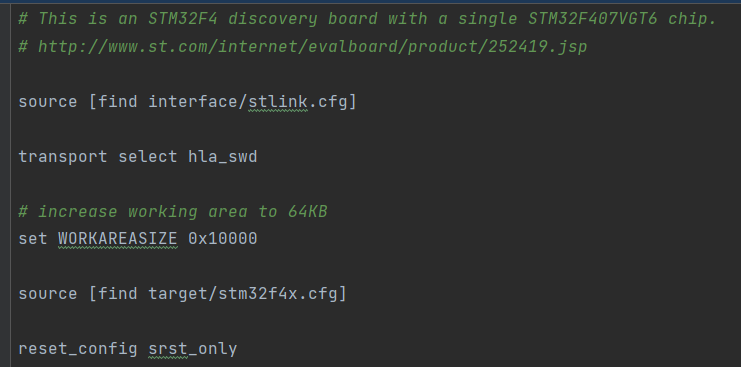 # This is an STM32F4 discovery board with a single STM32F407VGT6 chip.
# http://www.st.com/internet/evalboard/product/252419.jsp
source [find interface/stlink.cfg]
transport select hla_swd
# increase working area to 64KB
set WORKAREASIZE 0x10000
source [find target/stm32f4x.cfg]
reset_config srst_only